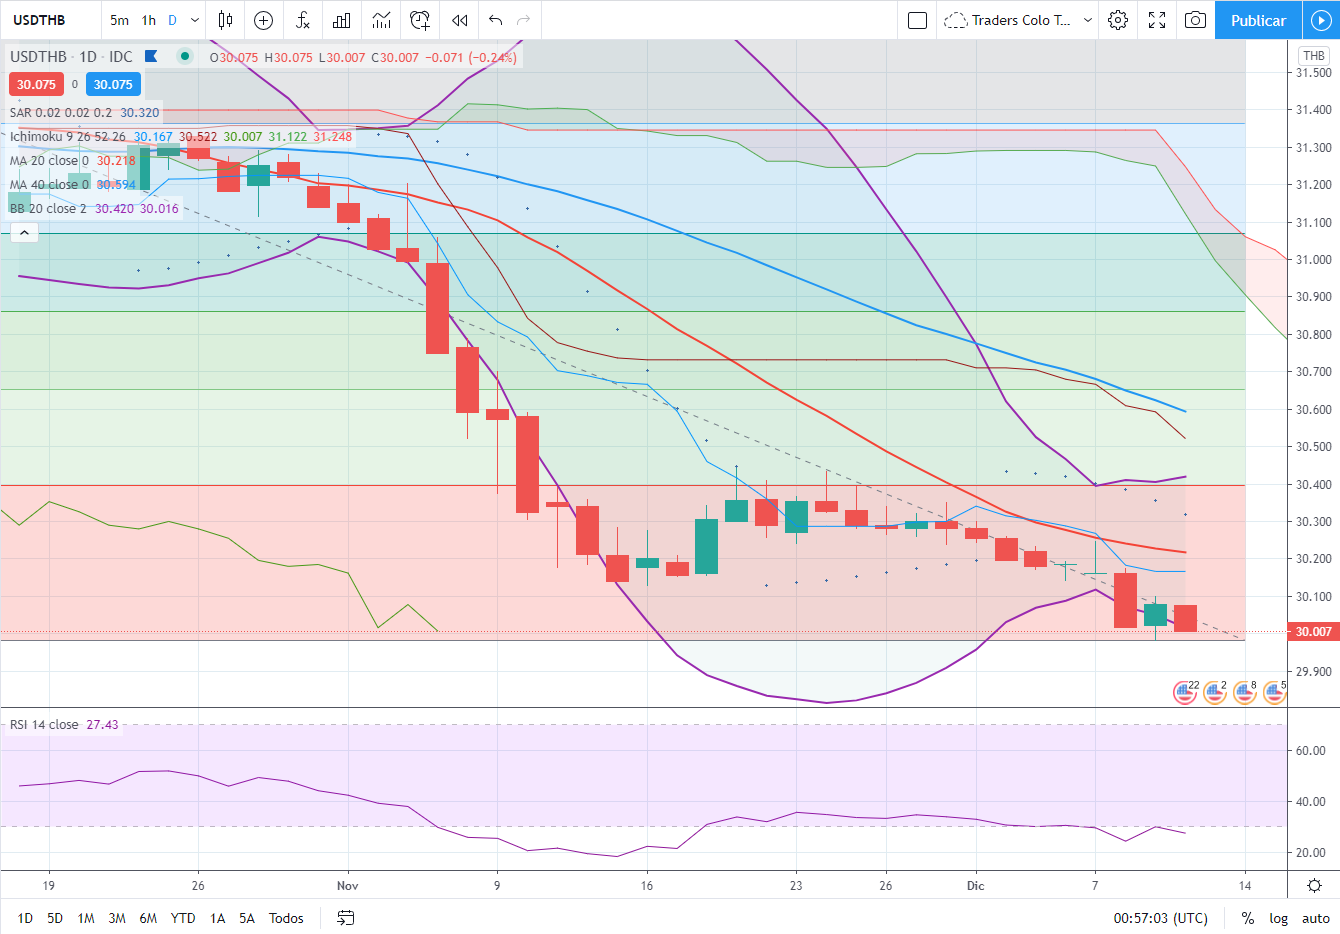 USDTHB 5m 1h D Traders Colo T... Publicar
USDTHB · 1D · IDC O30.075 H30.075 L30.007 C30.007 −0.071 (−0.24%)
30.075 0 30.075
SAR 0.02 0.02 0.2 30.320
Ichimoku 9 26 52 26 30.167 30.522 30.007 31.122 31.248
MA 20 close 0 30.218
MA 40 close 0 30.594
BB 20 close 2 30.420 30.016
THB
31.500
31.400
31.300
31.200
31.100
31.000
30.900
30.800
30.700
30.600
30.500
30.400
30.300
30.200
30.100
30.007
29.900
22 2 8 5
RSI 14 close 27.43
60.00
40.00
20.00
19 26 Nov 9 16 23 26 Dic 7 14
1D 5D 1M 3M 6M YTD 1A 5A Todos 00:57:03 (UTC) % log auto